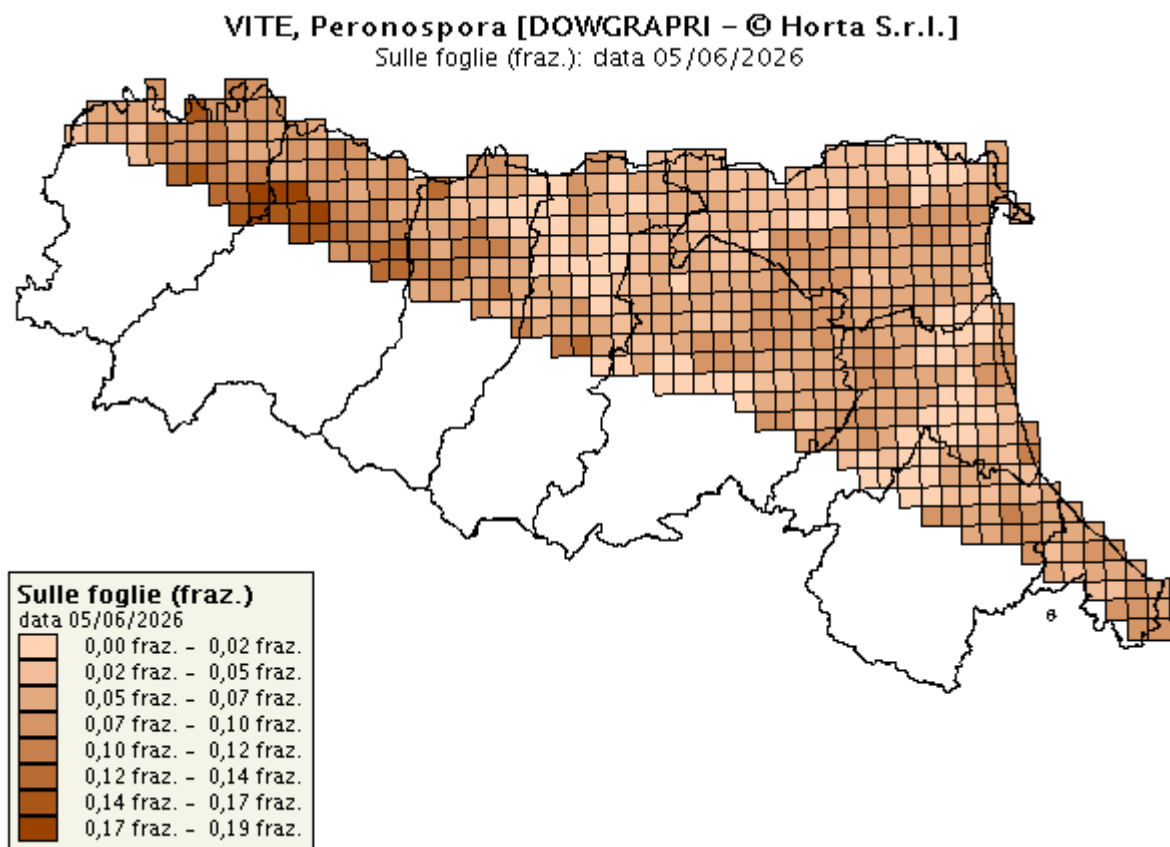 VITE, Peronospora [DOWGRAPRI – © Horta S.r.l.]
Sulle foglie (fraz.): data 05/06/2026
Sulle foglie (fraz.)
data 05/06/2026
0,00 fraz. – 0,02 fraz.
0,02 fraz. – 0,05 fraz.
0,05 fraz. – 0,07 fraz.
0,07 fraz. – 0,10 fraz.
0,10 fraz. – 0,12 fraz.
0,12 fraz. – 0,14 fraz.
0,14 fraz. – 0,17 fraz.
0,17 fraz. – 0,19 fraz.